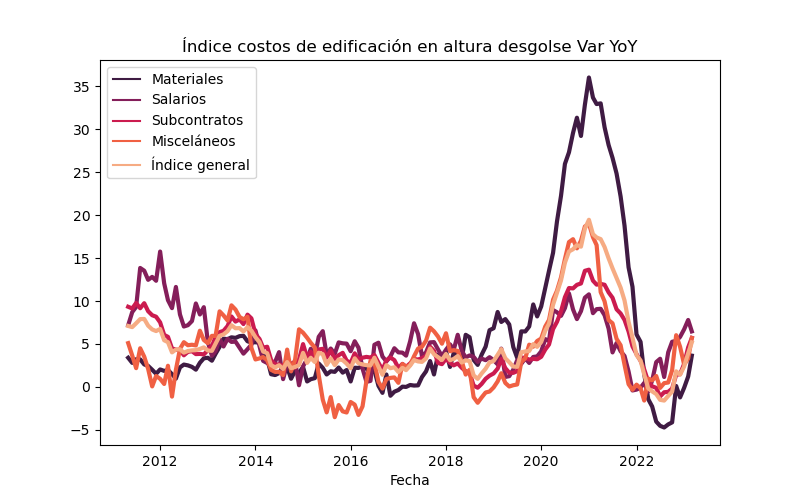 Índice costos de edificación en altura desgolse Var YoY
Materiales
Salarios
Subcontratos
Misceláneos
Índice general
35
30
25
20
15
10
5
0
−5
2012
2014
2016
2018
2020
2022
Fecha